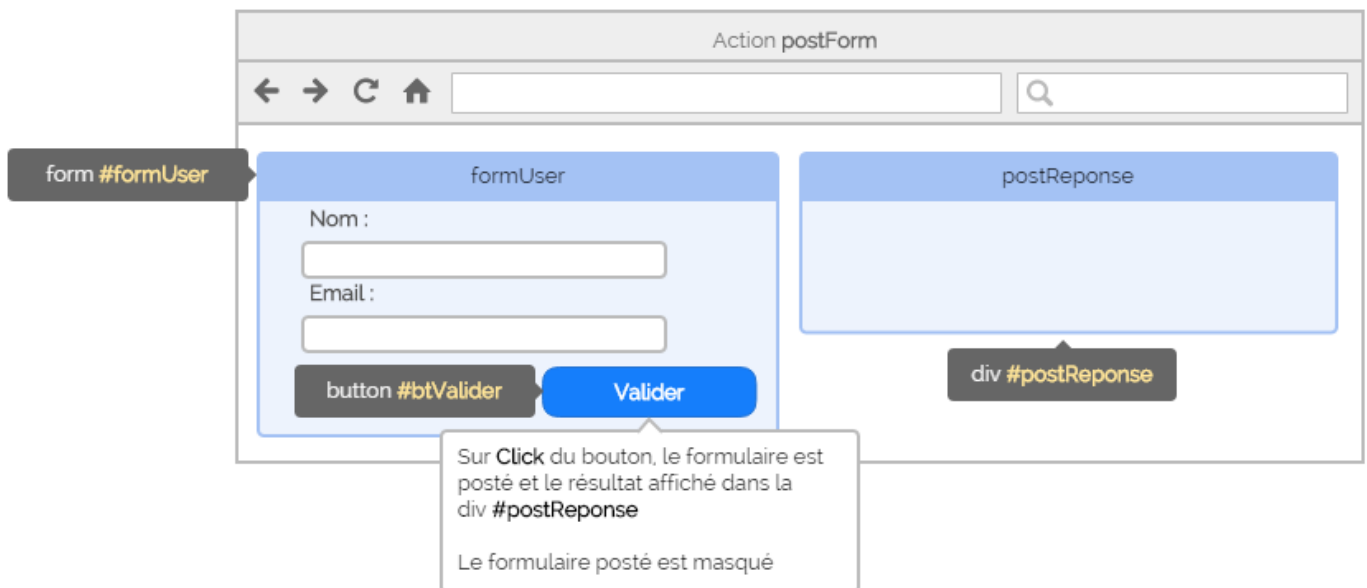 Action postForm
form #formUser
formUser
Nom :
Email :
button #btValider
Valider
postReponse
div #postReponse
Sur Click du bouton, le formulaire est
posté et le résultat affiché dans la
div #postReponse
Le formulaire posté est masqué